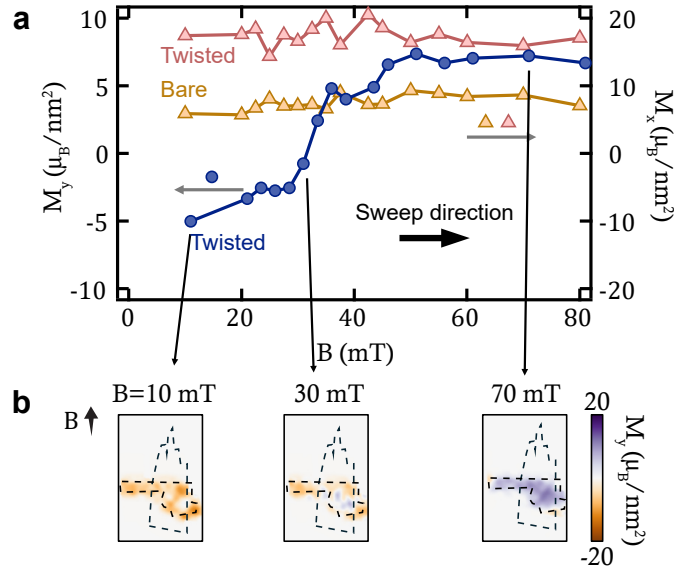 a
10
5
0
-5
-10
M_y (μ_B/nm²)
20
10
0
-10
-20
M_x (μ_B/nm²)
Twisted
Bare
Twisted
Sweep direction
0
20
40
60
80
B (mT)
b
B=10 mT
30 mT
70 mT
B
20
-20
M_y (μ_B/nm²)